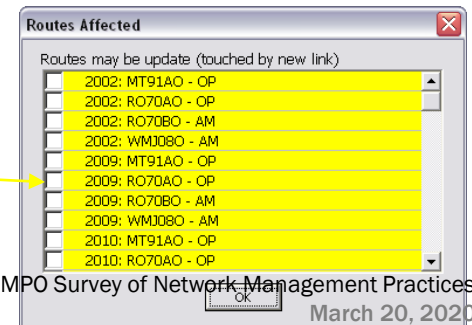 Routes Affected
Routes may be update (touched by new link)
2002: MT91AO - OP
2002: RO70AO - OP
2002: RO70BO - AM
2002: WMJ08O - AM
2009: MT91AO - OP
2009: RO70AO - OP
2009: RO70BO - AM
2009: WMJ08O - AM
2010: MT91AO - OP
2010: RO70AO - OP
MPO Survey of Network Management Practices
OK
March 20, 2020